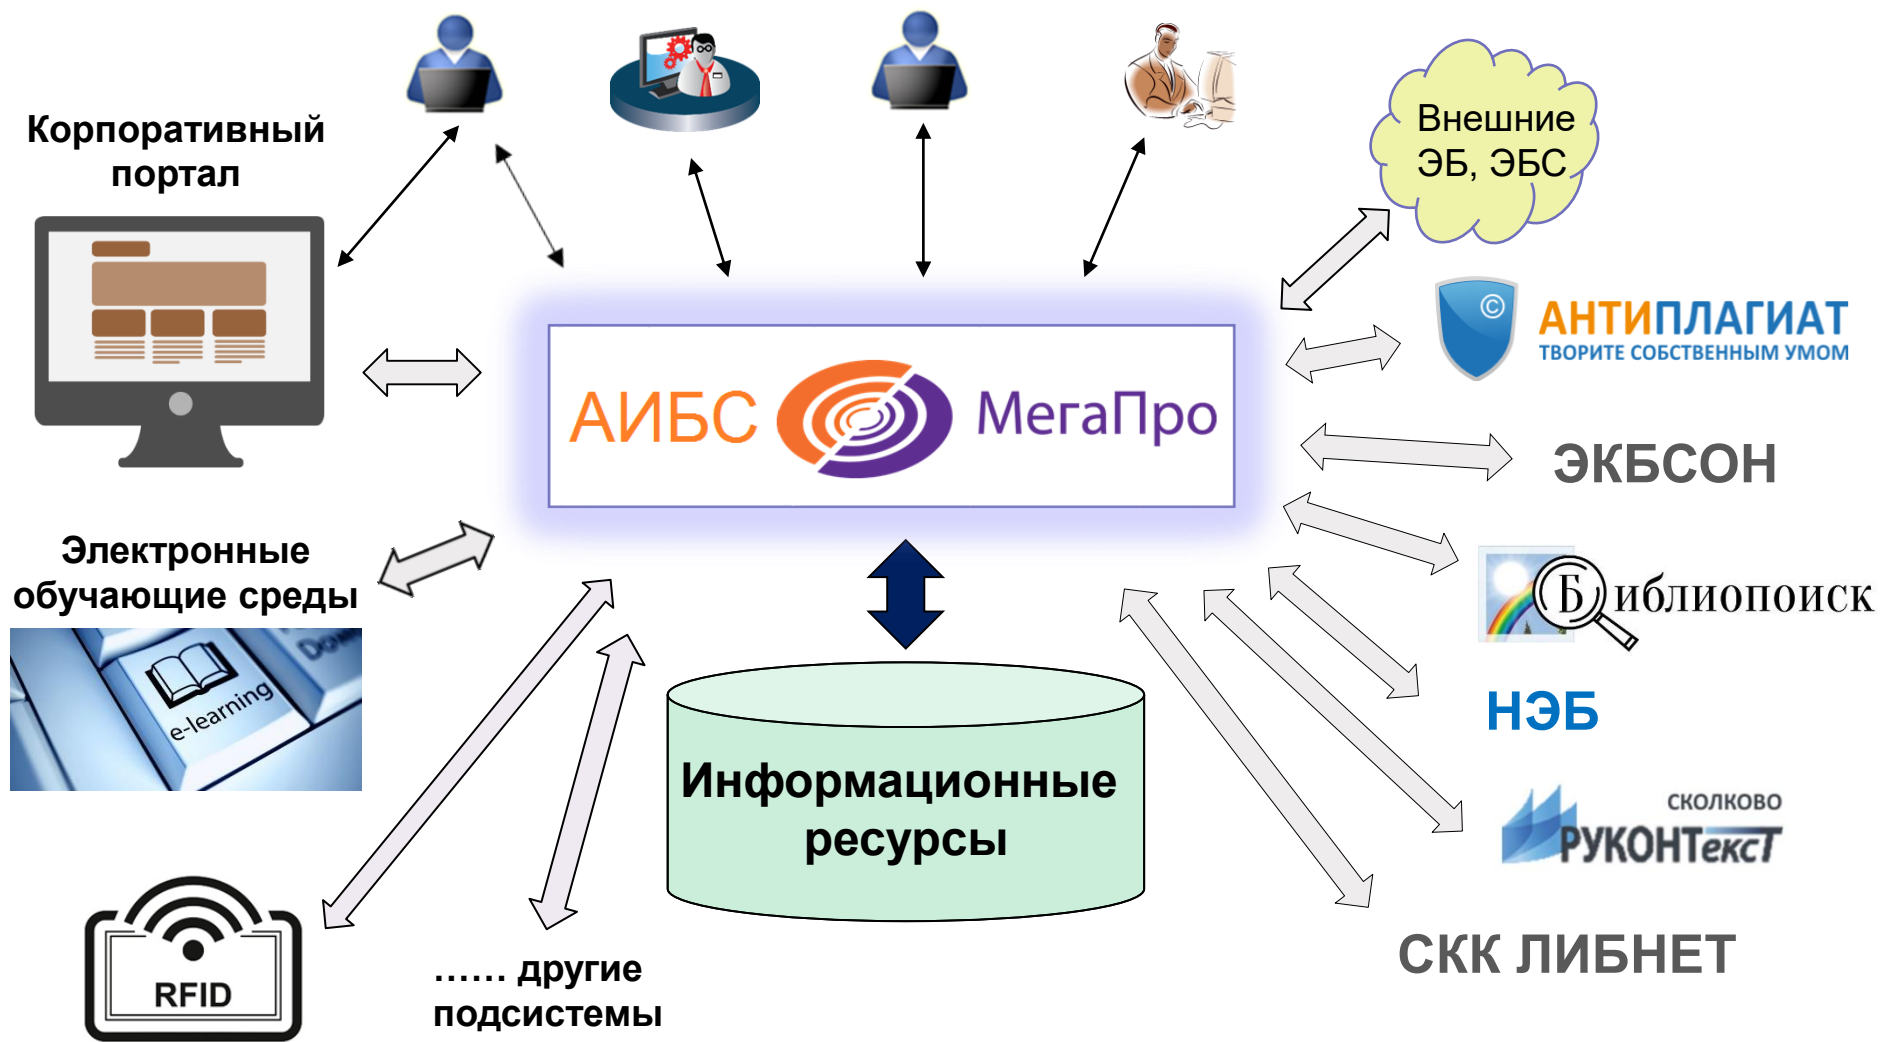 Корпоративный
портал
Внешние
ЭБ, ЭБС
©
АНТИПЛАГИАТ
ТВОРИТЕ СОБСТВЕННЫМ УМОМ
АИБС МегаПро
ЭКБСОН
Электронные
обучающие среды
e-learning
Библиопоиск
НЭБ
Информационные
ресурсы
СКОЛКОВО
РУКОНТекст
СКК ЛИБНЕТ
RFID
...... другие
подсистемы